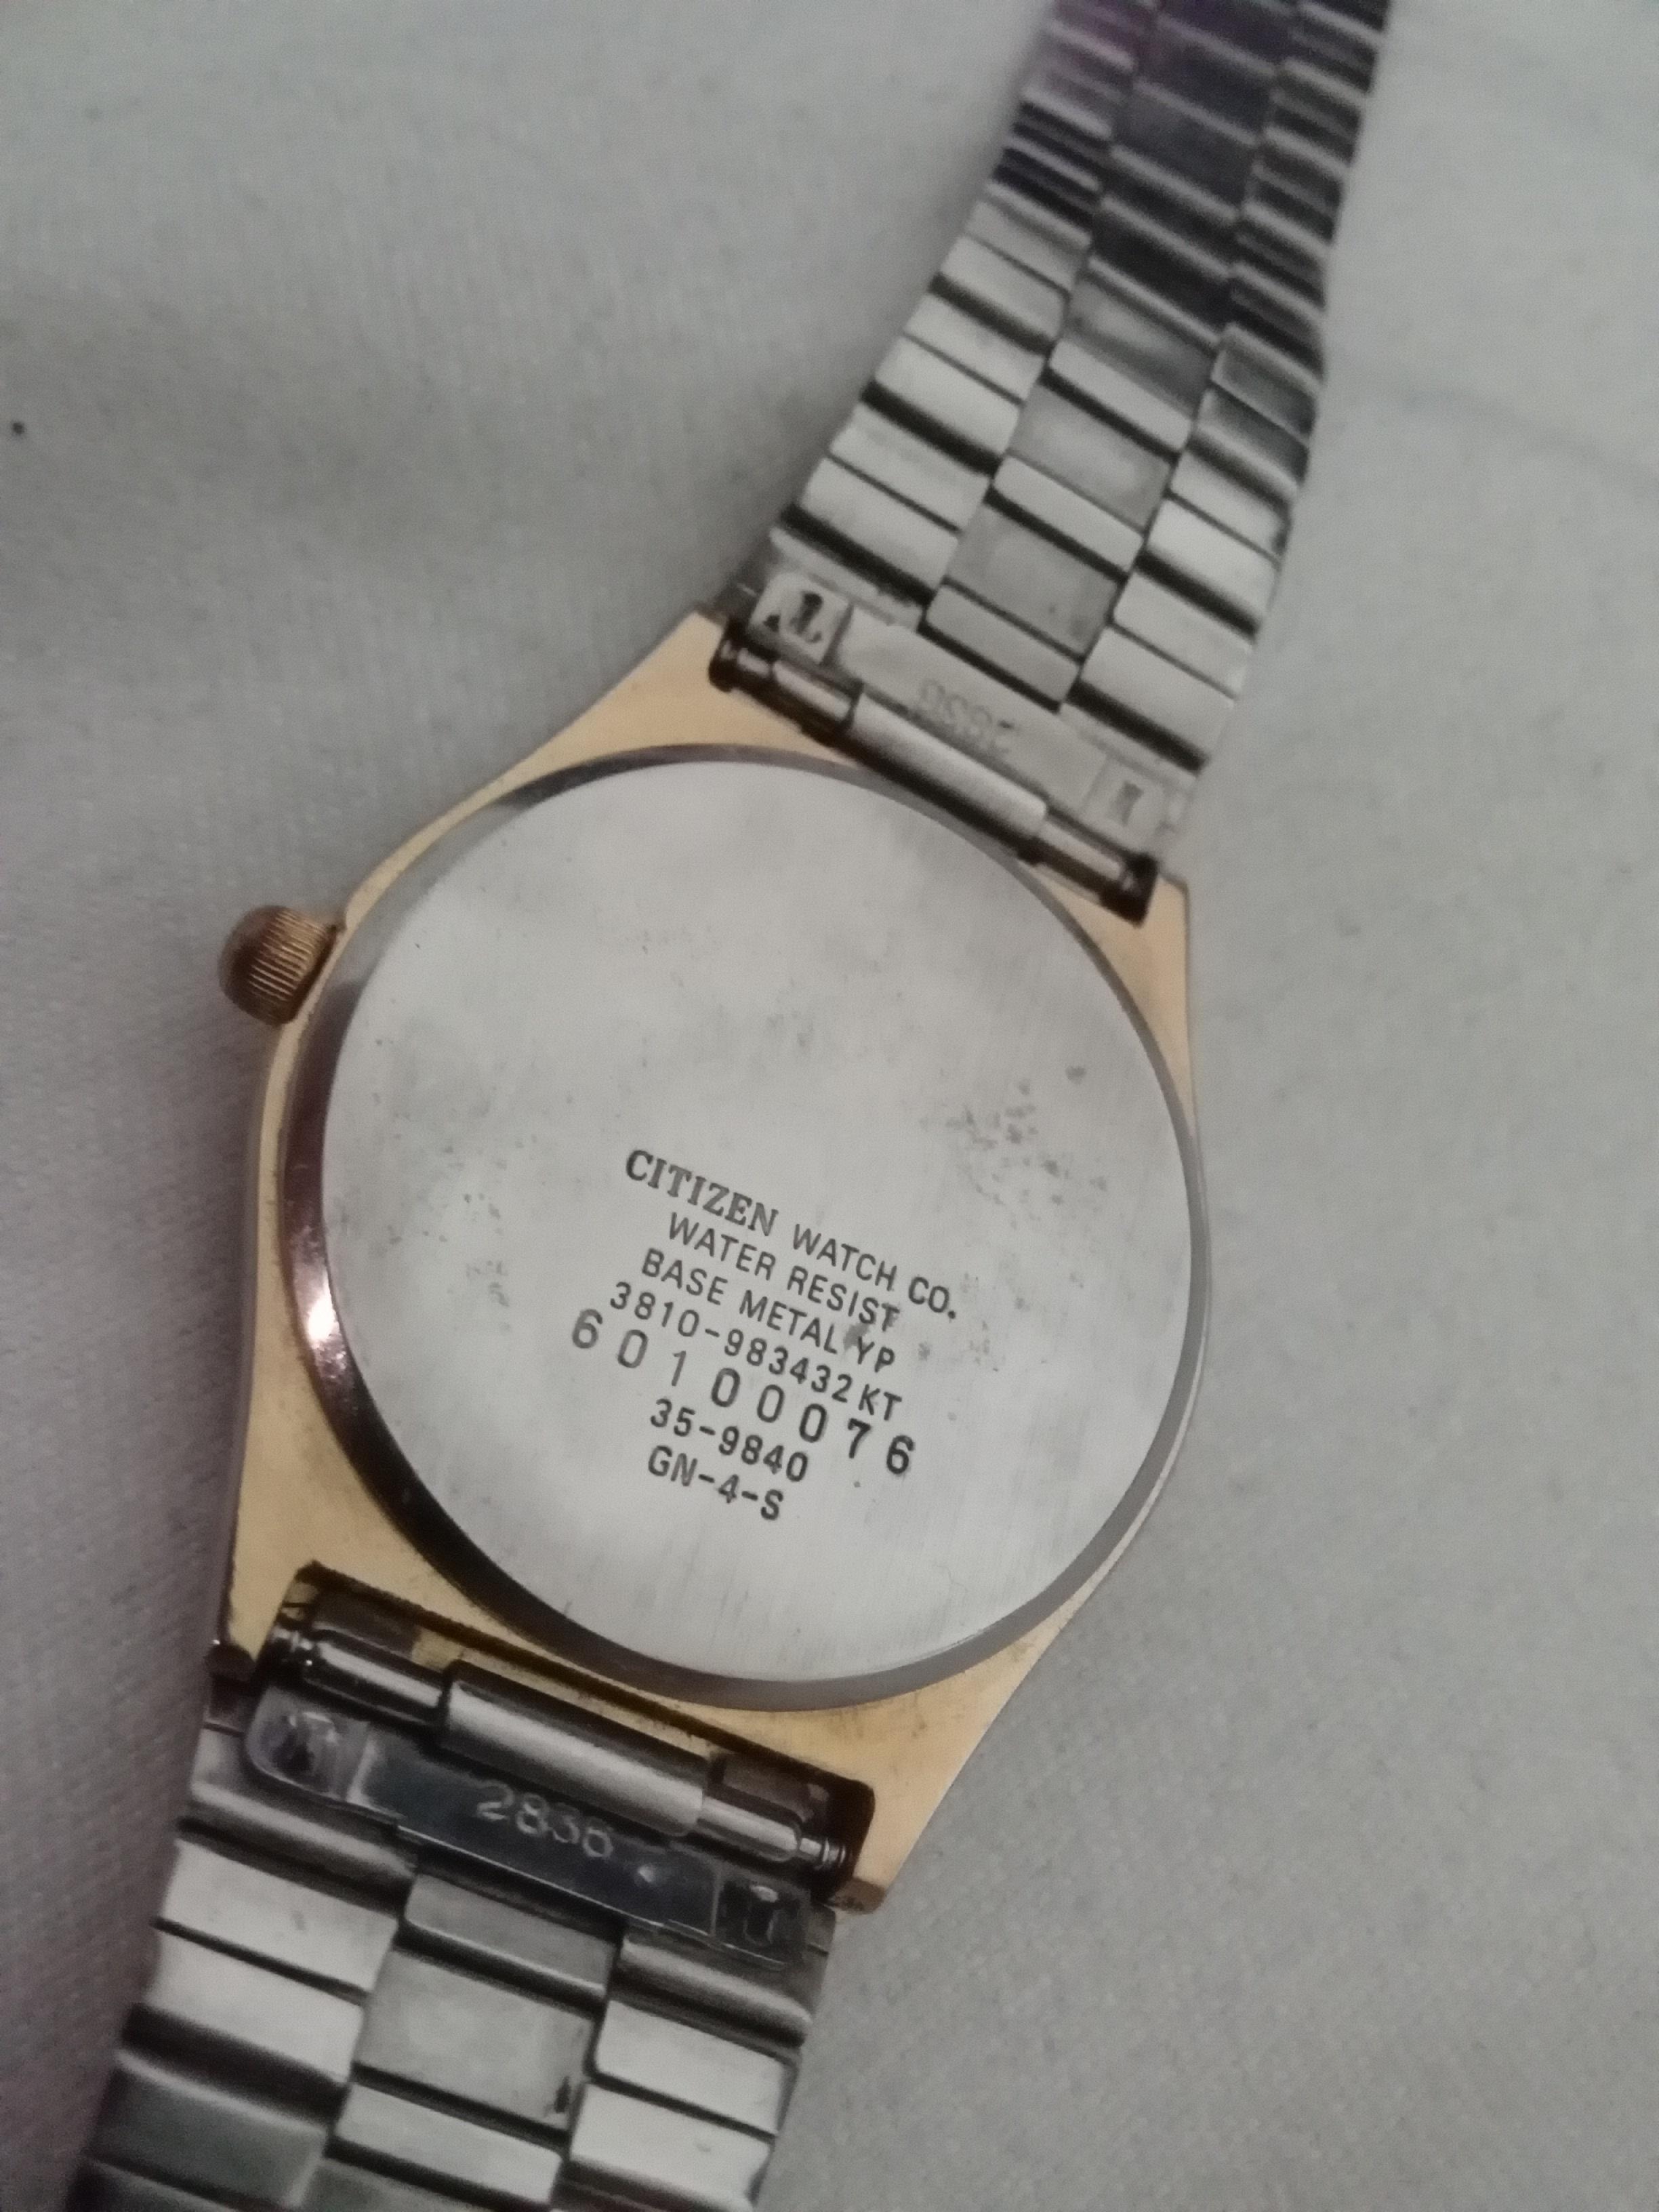 CITIZEN WATCH CO.
WATER RESIST
BASE METAL YP
3810-983432 KT
60100076
35-9840
GN-4-S
2836